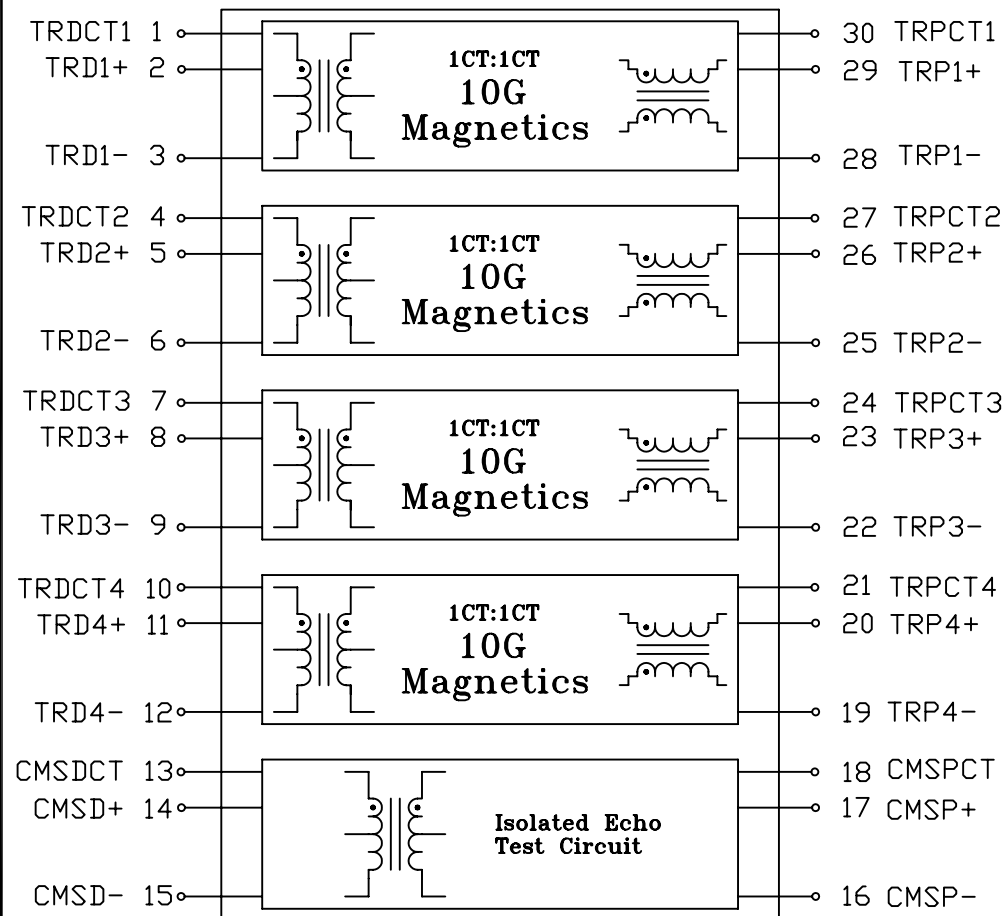 TRDCT1 1
30 TRPCT1
1CT:1CT
TRD1+ 2
29 TRP1+
10G
Magnetics
TRD1- 3
28 TRP1-
TRDCT2 4
27 TRPCT2
1CT:1CT
TRD2+ 5
26 TRP2+
10G
Magnetics
TRD2- 6
25 TRP2-
TRDCT3 7
24 TRPCT3
1CT:1CT
TRD3+ 8
23 TRP3+
10G
Magnetics
TRD3- 9
22 TRP3-
TRDCT4 10
21 TRPCT4
1CT:1CT
TRD4+ 11
20 TRP4+
10G
Magnetics
TRD4- 12
19 TRP4-
CMSDCT 13
18 CMSPCT
CMSD+ 14
17 CMSP+
Isolated Echo
Test Circuit
CMSD- 15
16 CMSP-